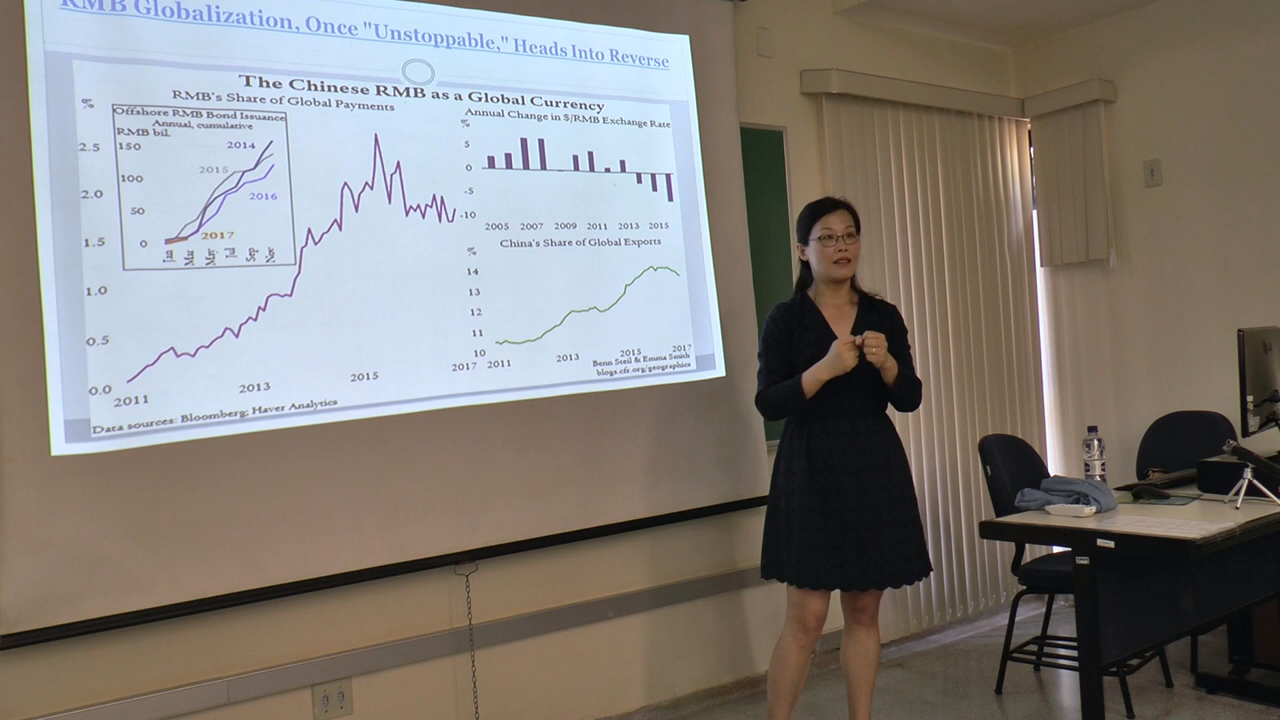 RMB Globalization, Once "Unstoppable," Heads Into Reverse
The Chinese RMB as a Global Currency
RMB's Share of Global Payments
%
2.5
2.0
1.5
1.0
0.5
0.0
2011
2013
2015
2017
Offshore RMB Bond Issuance
Annual, cumulative
RMB bil.
150
100
50
0
2014
2015
2016
2017
Annual Change in $/RMB Exchange Rate
%
5
0
-5
-10
2005 2007 2009 2011 2013 2015
China's Share of Global Exports
%
14
13
12
11
10
2011 2013 2015 2017
Benn Steil & Emma Smith
blogs.cfr.org/geographics
Data sources: Bloomberg; Haver Analytics